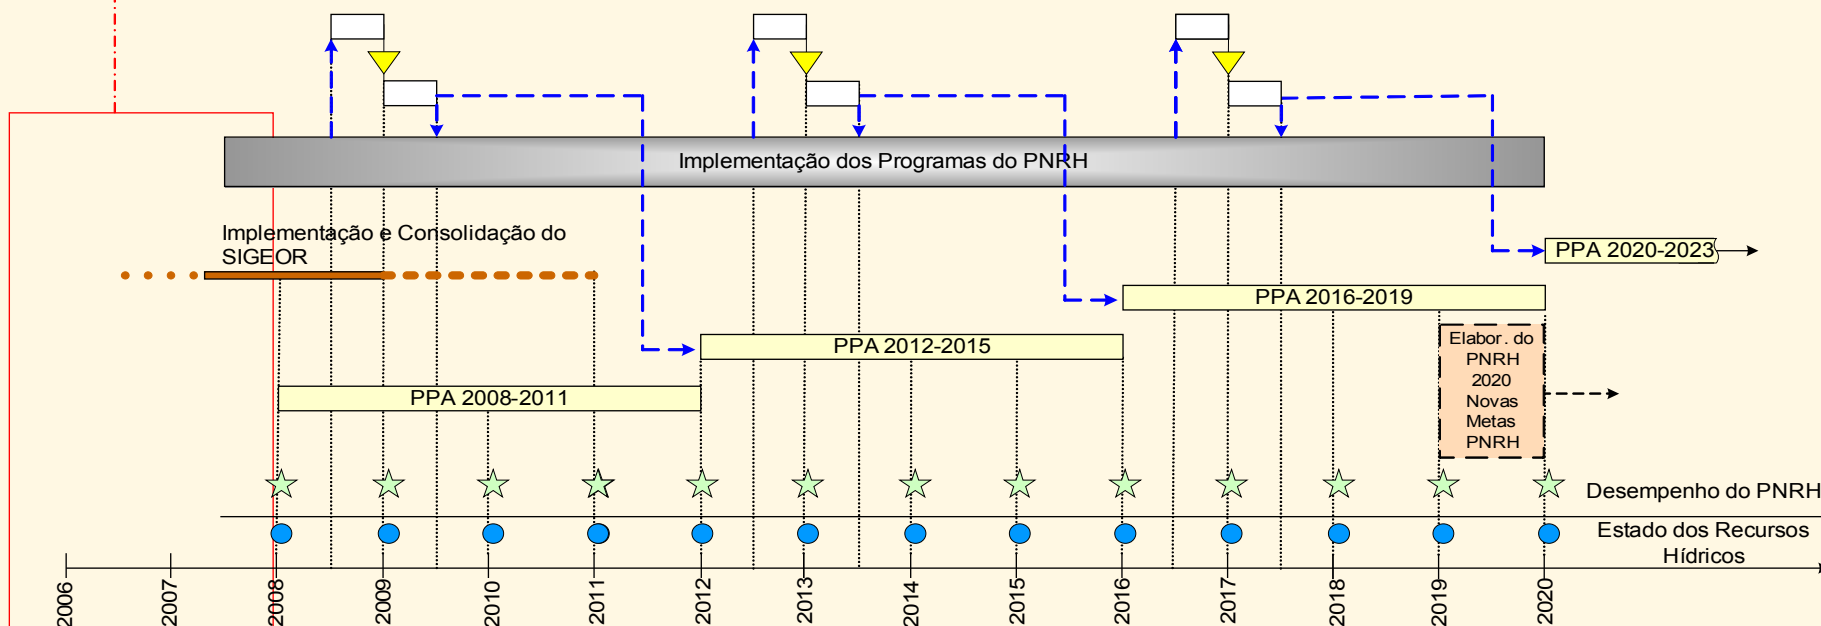 Implementação dos Programas do PNRH
Implementação e Consolidação do
SIGEOR
PPA 2020-2023
PPA 2016-2019
PPA 2012-2015
PPA 2008-2011
Elabor. do
PNRH
2020
Novas
Metas
PNRH
Desempenho do PNRH
Estado dos Recursos
Hídricos
2006
2007
2008
2009
2010
2011
2012
2013
2014
2015
2016
2017
2018
2019
2020